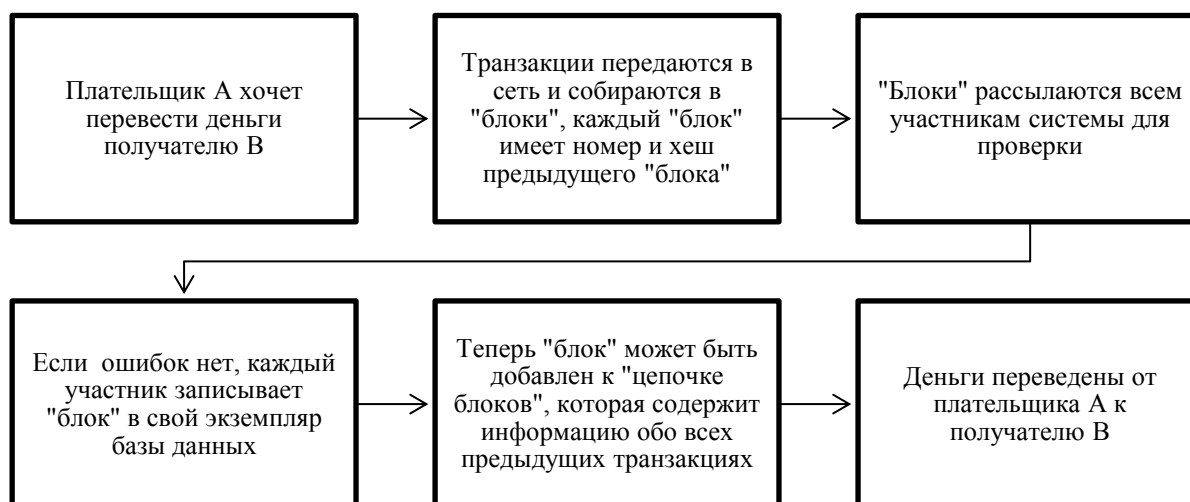 Плательщик А хочет
перевести деньги
получателю В
Транзакции передаются в
сеть и собираются в
"блоки", каждый "блок"
имеет номер и хеш
предыдущего "блока"
"Блоки" рассылаются всем
участникам системы для
проверки
Если  ошибок нет, каждый
участник записывает
"блок" в свой экземпляр
базы данных
Теперь "блок" может быть
добавлен к "цепочке
блоков", которая содержит
информацию обо всех
предыдущих транзакциях
Деньги переведены от
плательщика А к
получателю В